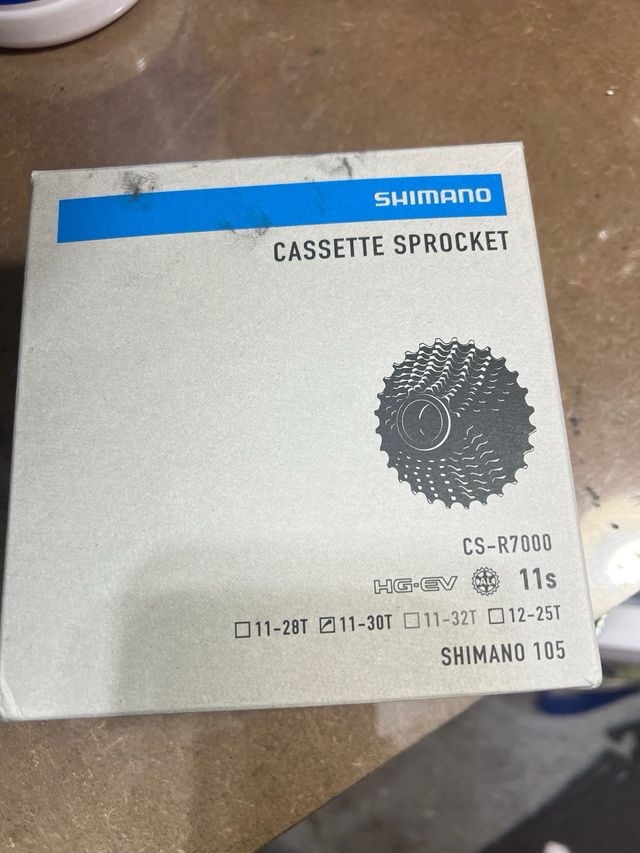 SHIMANO
CASSETTE SPROCKET
CS-R7000
HG-EV 11s
11-28T 11-30T 11-32T 12-25T
SHIMANO 105